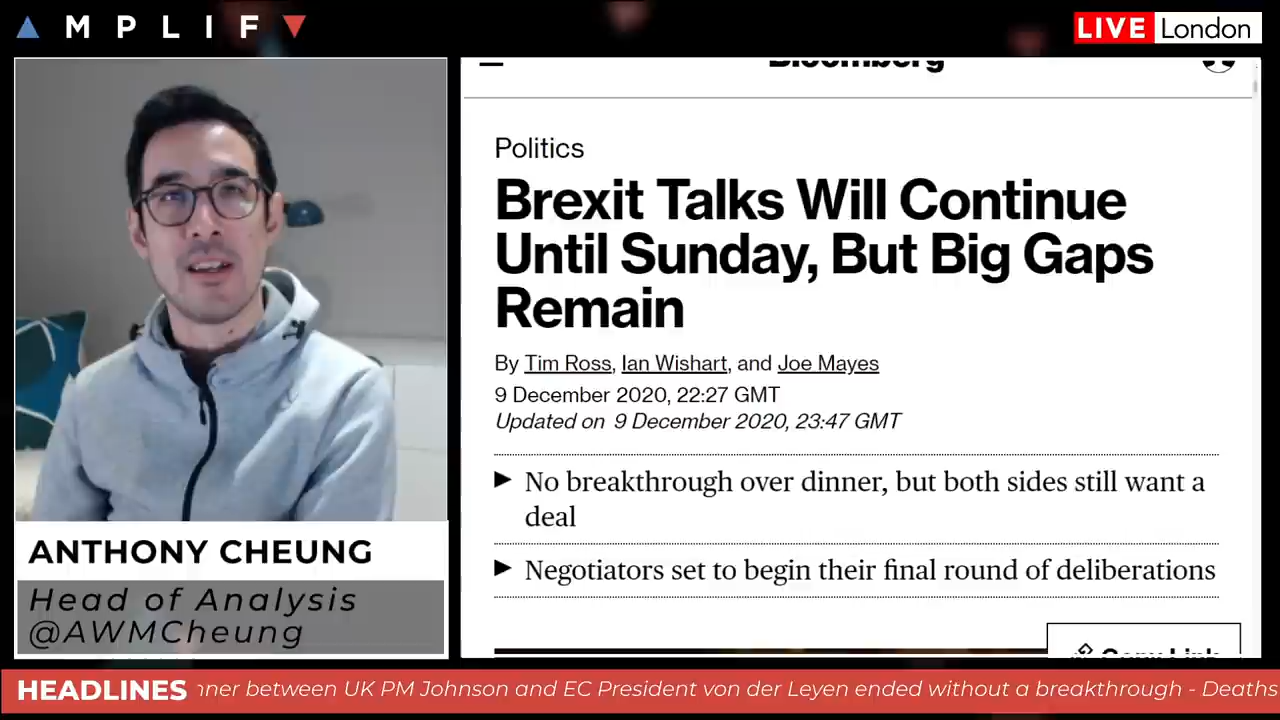 AMPLIFY
LIVE London
Bloomberg
Politics
Brexit Talks Will Continue
Until Sunday, But Big Gaps
Remain
By Tim Ross, Ian Wishart, and Joe Mayes
9 December 2020, 22:27 GMT
Updated on 9 December 2020, 23:47 GMT
No breakthrough over dinner, but both sides still want a
deal
Negotiators set to begin their final round of deliberations
Copy Link
ANTHONY CHEUNG
Head of Analysis
@AWMCheung
HEADLINES nner between UK PM Johnson and EC President von der Leyen ended without a breakthrough - Deaths